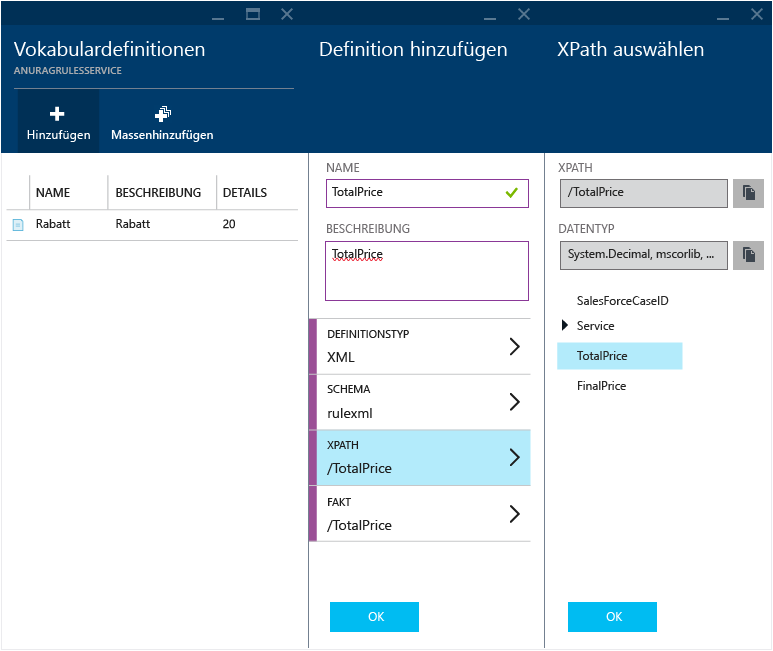 Vokabulardefinitionen
ANURAGRULESSERVICE
Hinzufügen
Massenhinzufügen
NAME BESCHREIBUNG DETAILS
Rabatt Rabatt 20
Definition hinzufügen
NAME
TotalPrice
BESCHREIBUNG
TotalPrice
DEFINITIONSTYP
XML
SCHEMA
rulexml
XPATH
/TotalPrice
FAKT
/TotalPrice
OK
XPath auswählen
XPATH
/TotalPrice
DATENTYP
System.Decimal, mscorlib, ...
SalesForceCaseID
Service
TotalPrice
FinalPrice
OK